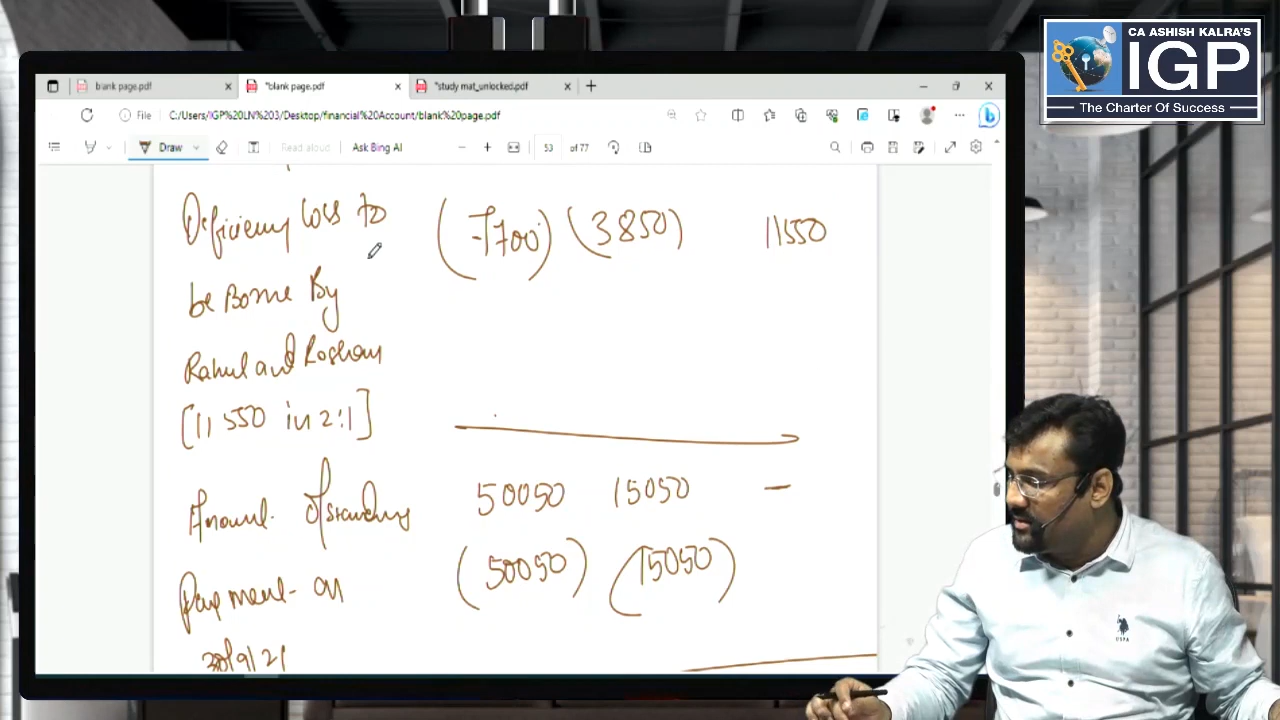 CA ASHISH KALRA'S
IGP
The Charter Of Success
blank page.pdf
*blank page.pdf
*study mat_unlocked.pdf
File
C:/Users/IGP%20LN%203/Desktop/financial%20Account/blank%20page.pdf
Draw
Read aloud
Ask Bing AI
53 of 77
Deficiency loss to (7700) (3850) 11550
be Borne By
Rahul and Roshan
[11550 in 2:1]
Amount Outstanding 50050 15050 —
Payment on (50050) (15050)
30/9/21
USPA